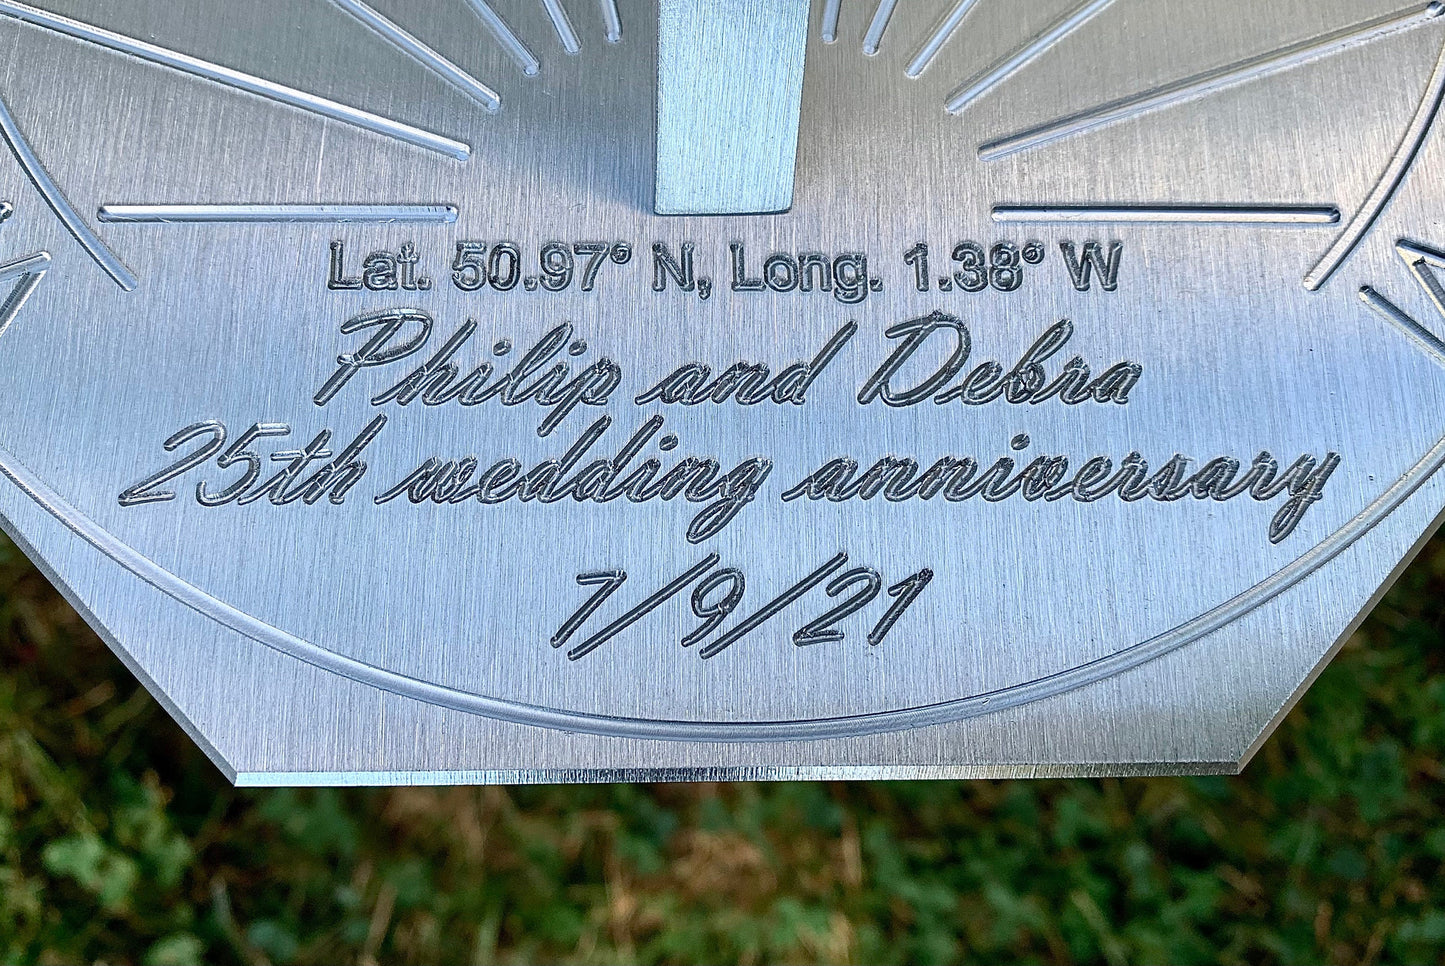 Lat. 50.97° N, Long. 1.38° W
Philip and Debra
25th wedding anniversary
7/9/21